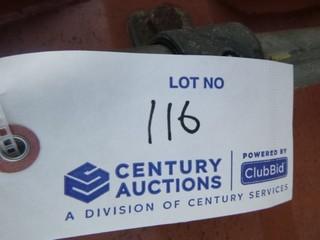 LOT NO
116
CENTURY AUCTIONS
POWERED BY
ClubBid
A DIVISION OF CENTURY SERVICES